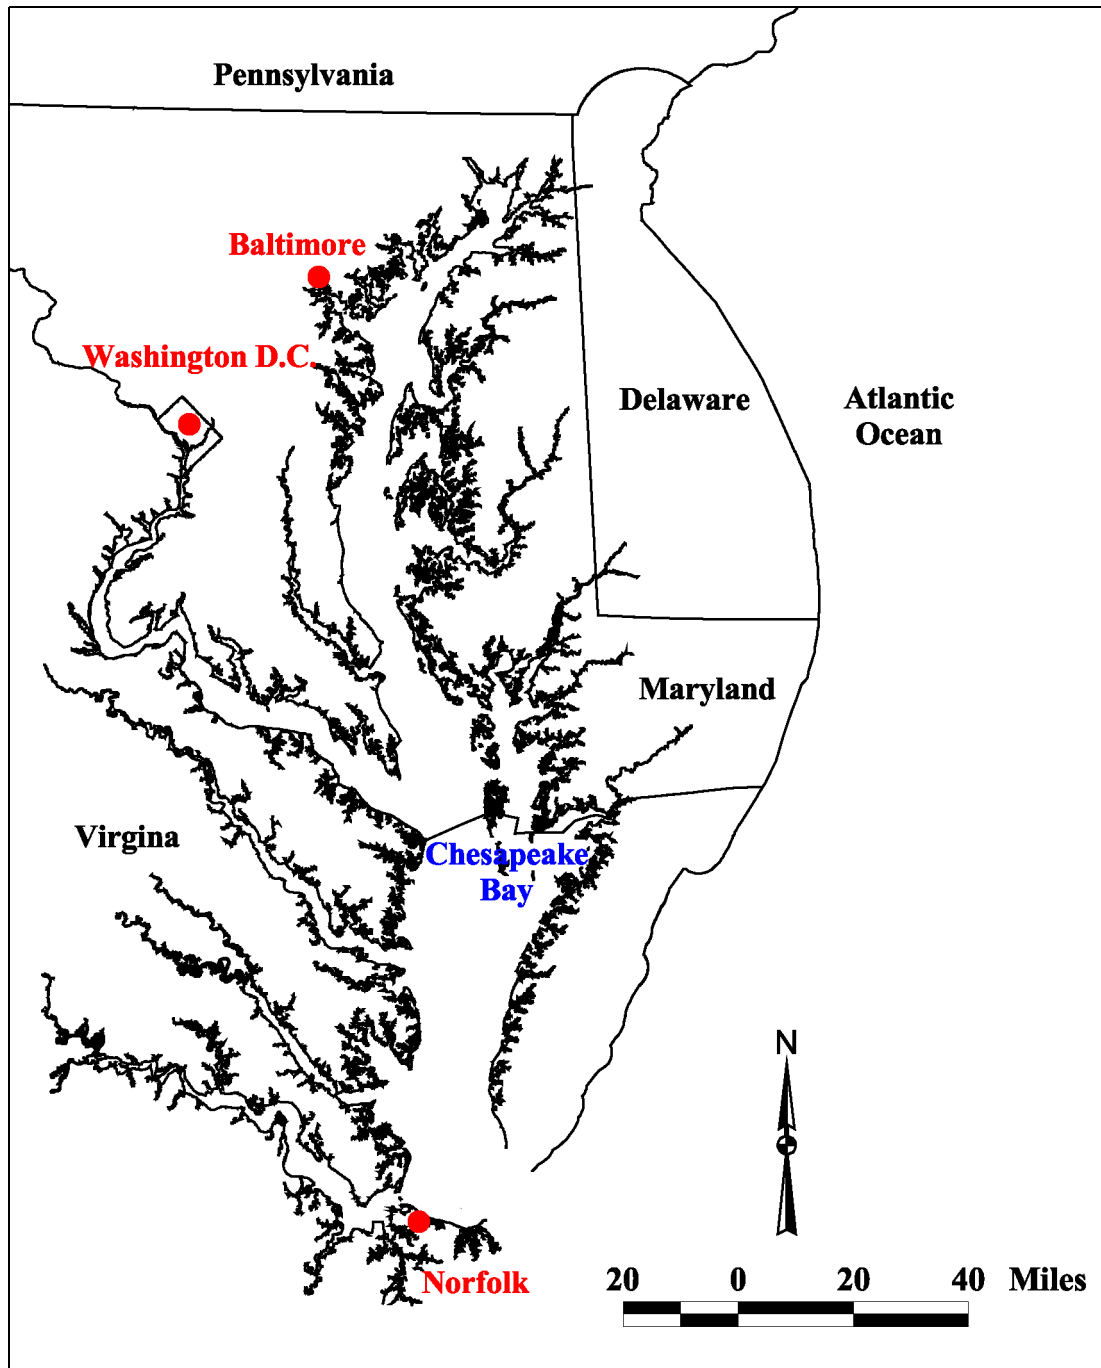 Pennsylvania
Baltimore
Washington D.C.
Delaware
Atlantic
Ocean
Maryland
Virgina
Chesapeake
Bay
N
Norfolk
20 0 20 40 Miles